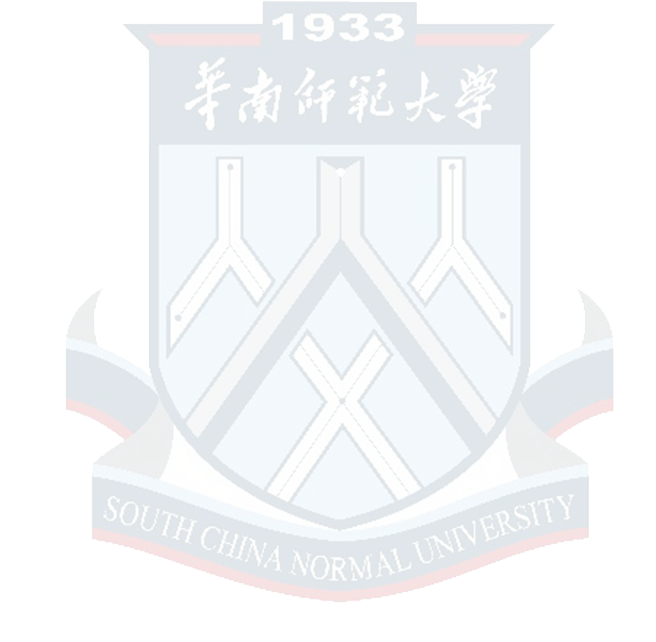 1933
華南師範大學
SOUTH CHINA NORMAL UNIVERSITY